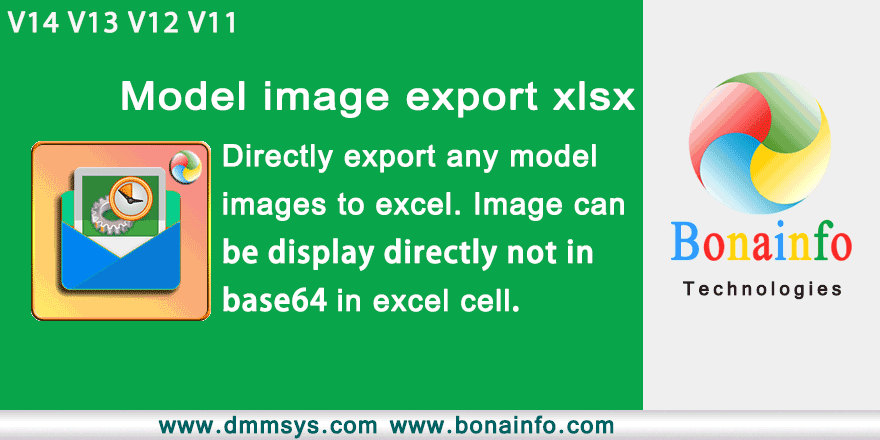 V14 V13 V12 V11
Model image export xlsx
Directly export any model
images to excel. Image can
be display directly not in
base64 in excel cell.
Bonainfo
Technologies
www.dmmsys.com www.bonainfo.com